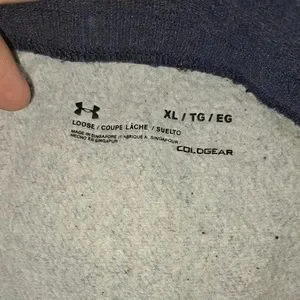 XL / TG / EG
LOOSE / COUPE LÂCHE / SUELTO
MADE IN SINGAPORE / FABRIQUÉ À SINGAPOUR
HECHO EN SINGAPUR
COLDGEAR